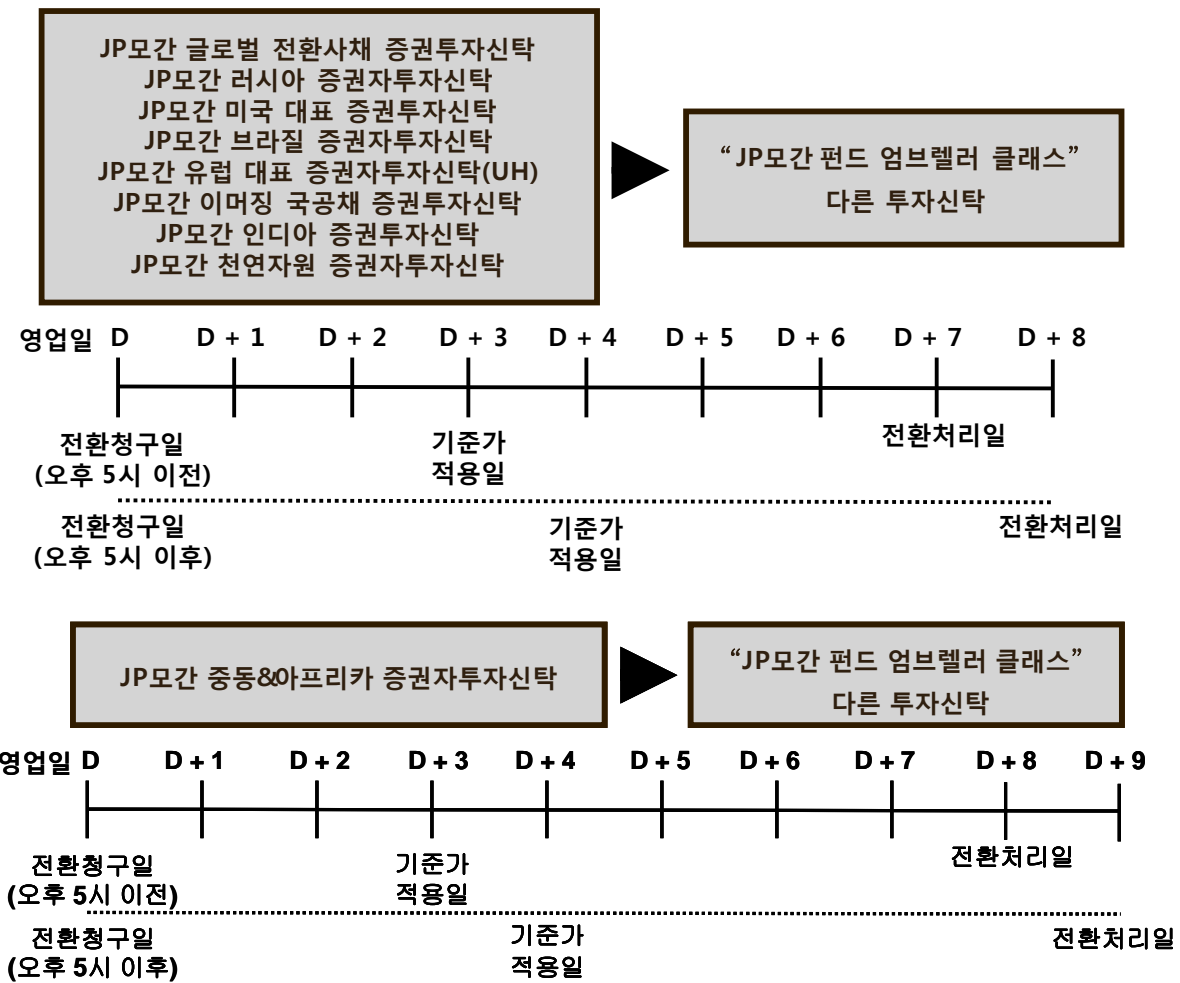 JP모간 글로벌 전환사채 증권투자신탁
JP모간 러시아 증권자투자신탁
JP모간 미국 대표 증권투자신탁
JP모간 브라질 증권자투자신탁
JP모간 유럽 대표 증권자투자신탁(UH)
JP모간 이머징 국공채 증권투자신탁
JP모간 인디아 증권투자신탁
JP모간 천연자원 증권자투자신탁
“JP모간 펀드 엄브렐러 클래스”
다른 투자신탁
영업일 D D + 1 D + 2 D + 3 D + 4 D + 5 D + 6 D + 7 D + 8
전환청구일 기준가 전환처리일
(오후 5시 이전) 적용일
전환청구일 기준가 전환처리일
(오후 5시 이후) 적용일
JP모간 중동&아프리카 증권자투자신탁
“JP모간 펀드 엄브렐러 클래스”
다른 투자신탁
영업일 D D + 1 D + 2 D + 3 D + 4 D + 5 D + 6 D + 7 D + 8 D + 9
전환청구일 기준가 전환처리일
(오후 5시 이전) 적용일
전환청구일 기준가 전환처리일
(오후 5시 이후) 적용일